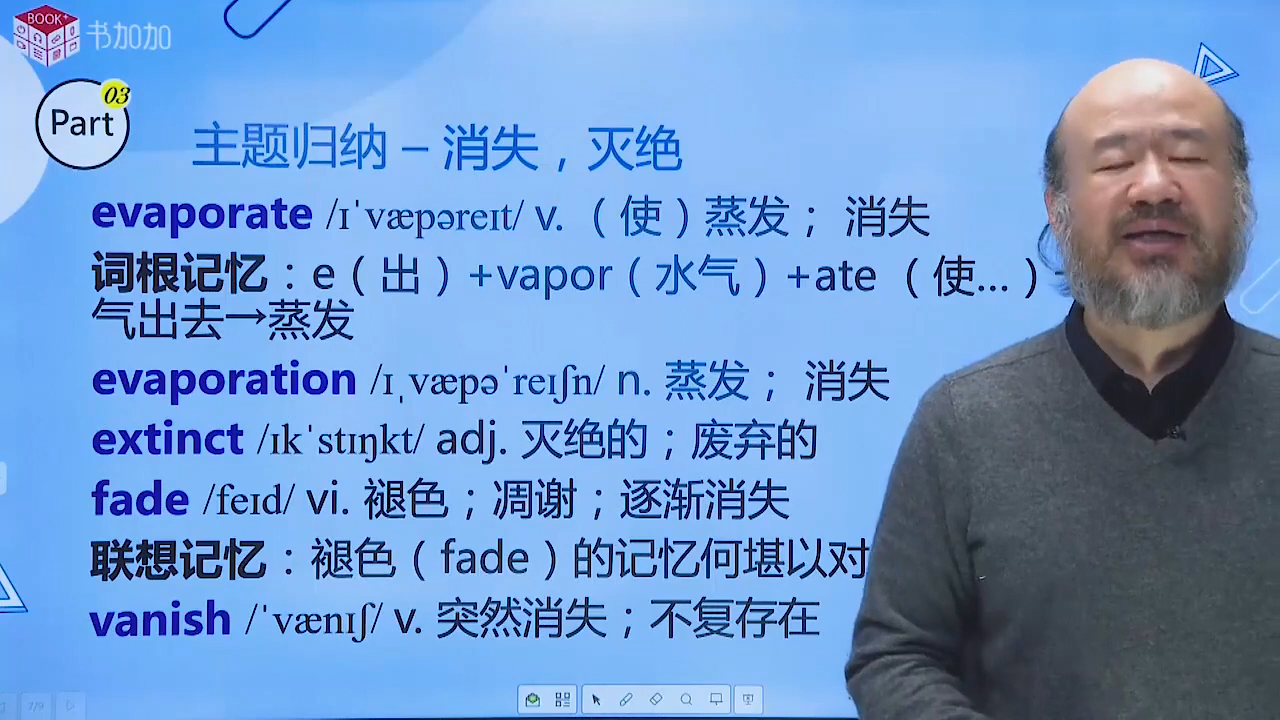 BOOK+
书加加
Part 03
主题归纳 – 消失，灭绝
evaporate /ɪˈvæpəreɪt/ v.（使）蒸发； 消失
词根记忆：e（出）+vapor（水气）+ate （使…）
气出去→蒸发
evaporation /ɪˌvæpəˈreɪʃn/ n. 蒸发； 消失
extinct /ɪkˈstɪŋkt/ adj. 灭绝的；废弃的
fade /feɪd/ vi. 褪色；凋谢；逐渐消失
联想记忆：褪色（fade）的记忆何堪以对
vanish /ˈvænɪʃ/ v. 突然消失；不复存在
7/9